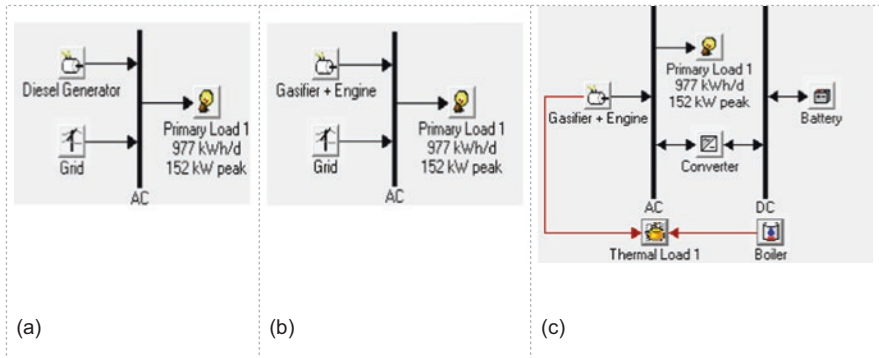 Diesel Generator
Primary Load 1
977 kWh/d
152 kW peak
Grid
AC
(a)
Gasifier + Engine
Primary Load 1
977 kWh/d
152 kW peak
Grid
AC
(b)
Primary Load 1
977 kWh/d
152 kW peak
Gasifier + Engine
Battery
Converter
AC
DC
Thermal Load 1
Boiler
(c)